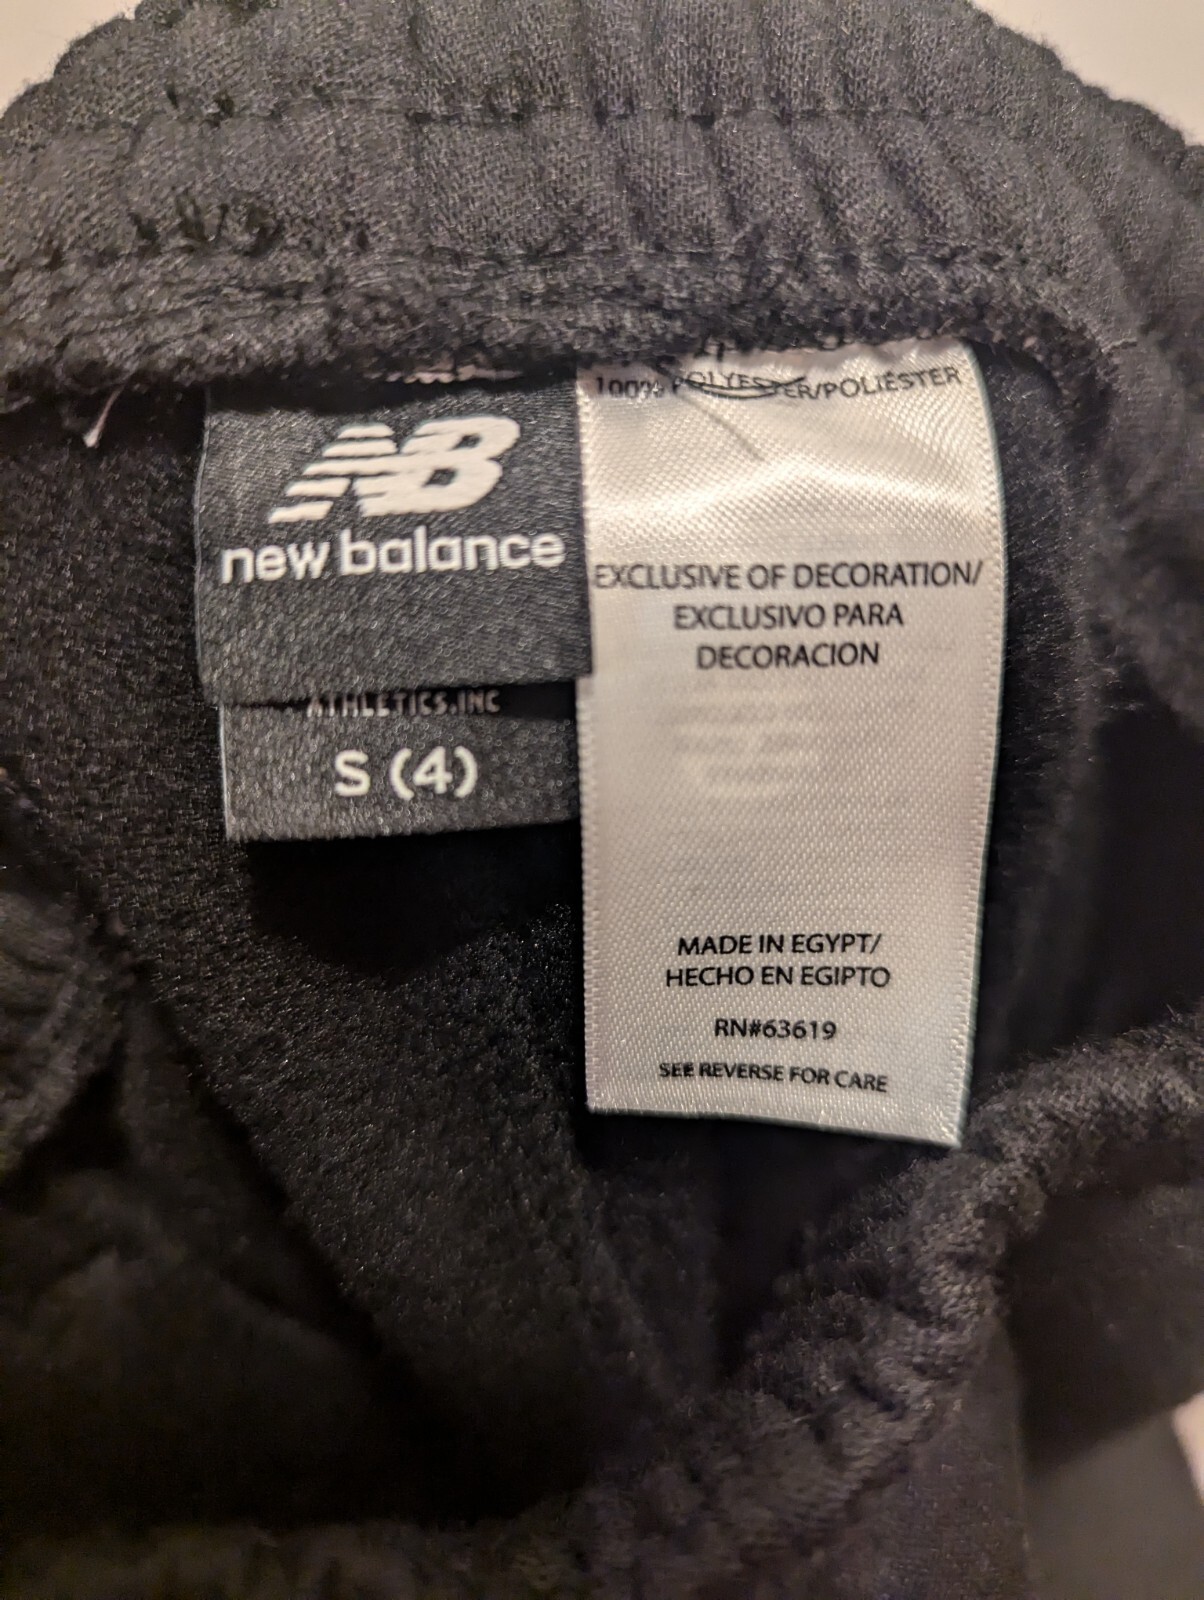 NB
new balance
ATHLETICS.INC
S (4)
100% POLYESTER/POLIÉSTER
EXCLUSIVE OF DECORATION/
EXCLUSIVO PARA
DECORACION
MADE IN EGYPT/
HECHO EN EGIPTO
RN#63619
SEE REVERSE FOR CARE